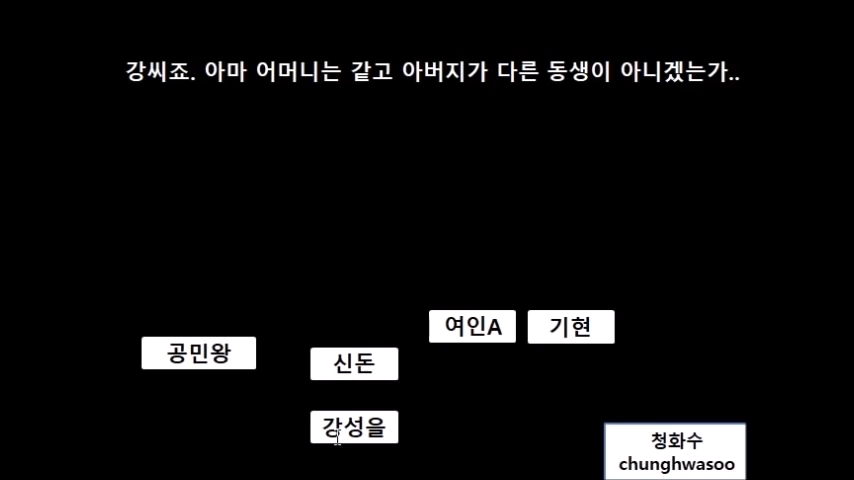 강씨죠. 아마 어머니는 같고 아버지가 다른 동생이 아니겠는가..
여인A
기현
공민왕
신돈
강성을
청화수
chunghwasoo